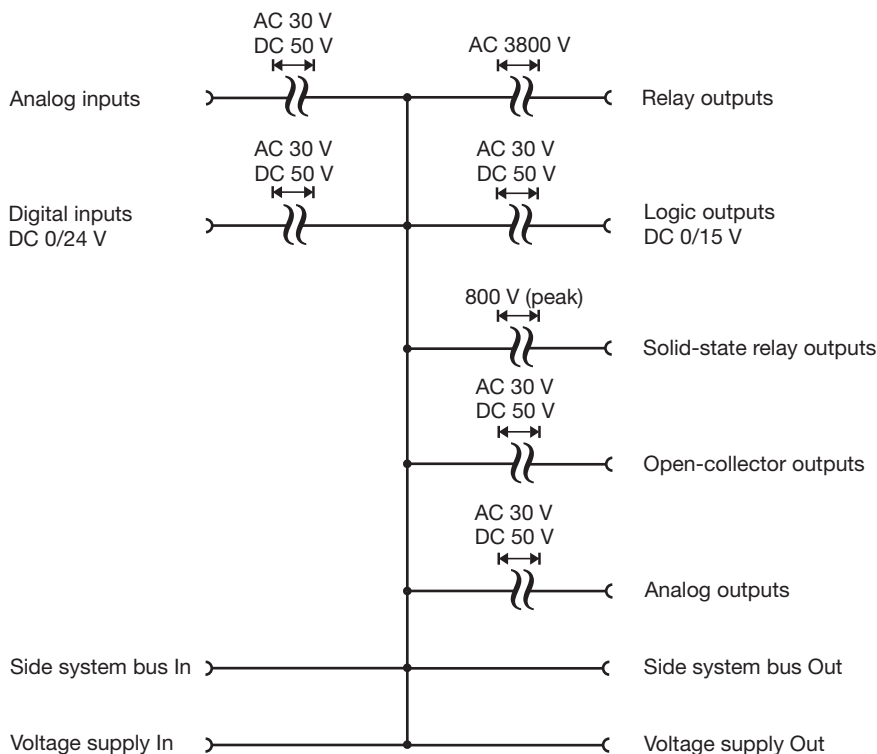 AC 30 V
DC 50 V
AC 3800 V
Analog inputs
Relay outputs
AC 30 V
DC 50 V
AC 30 V
DC 50 V
Digital inputs
DC 0/24 V
Logic outputs
DC 0/15 V
800 V (peak)
Solid-state relay outputs
AC 30 V
DC 50 V
Open-collector outputs
AC 30 V
DC 50 V
Analog outputs
Side system bus In
Side system bus Out
Voltage supply In
Voltage supply Out